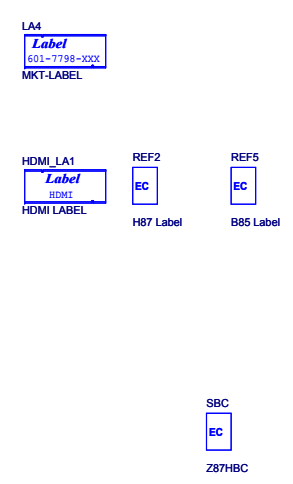 LA4
Label
601-7798-XXX
MKT-LABEL
HDMI_LA1
Label
HDMI
HDMI LABEL
REF2
EC
H87 Label
REF5
EC
B85 Label
SBC
EC
Z87HBC